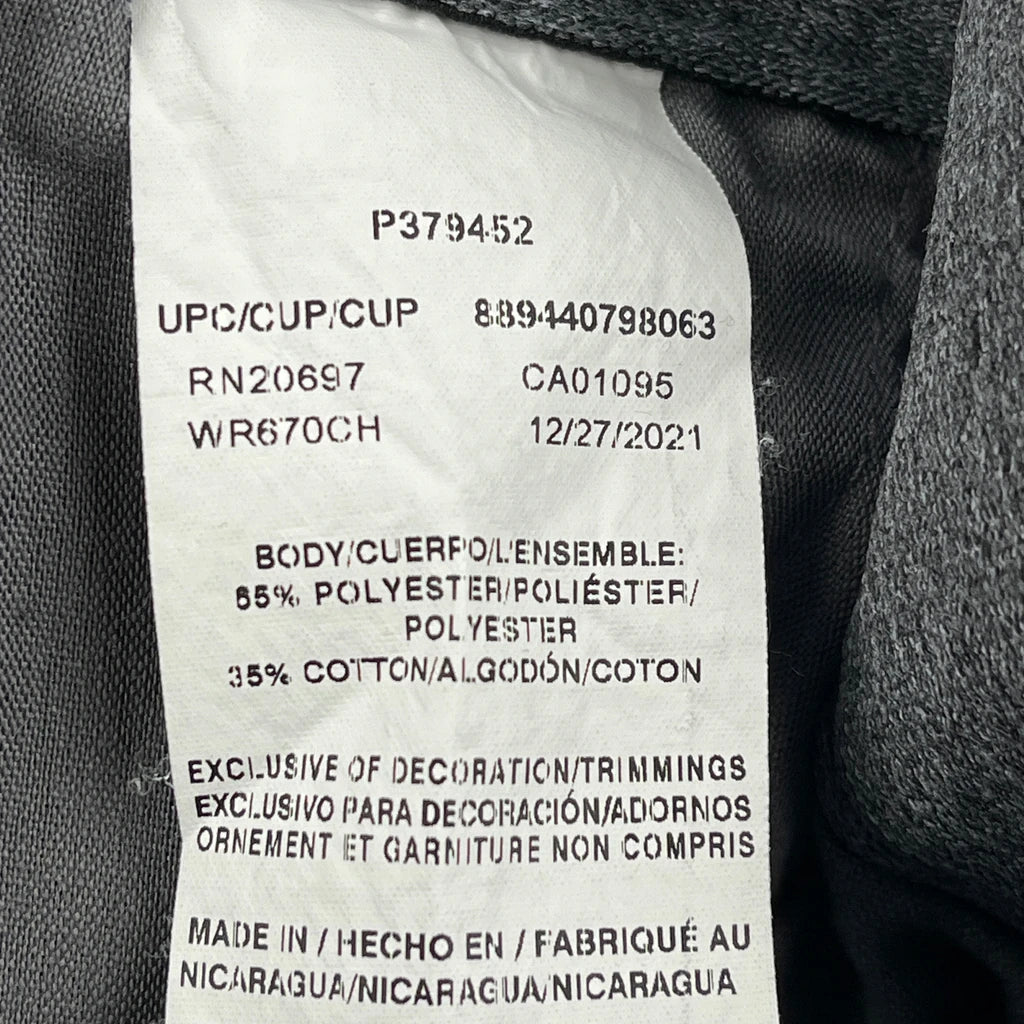 P379452
UPC/CUP/CUP 889440798063
RN20697 CA01095
WR670CH 12/27/2021
BODY/CUERPO/L'ENSEMBLE:
65% POLYESTER/POLIÉSTER/
POLYESTER
35% COTTON/ALGODÓN/COTON
EXCLUSIVE OF DECORATION/TRIMMINGS
EXCLUSIVO PARA DECORACIÓN/ADORNOS
ORNEMENT ET GARNITURE NON COMPRIS
MADE IN / HECHO EN / FABRIQUÉ AU
NICARAGUA/NICARAGUA/NICARAGUA